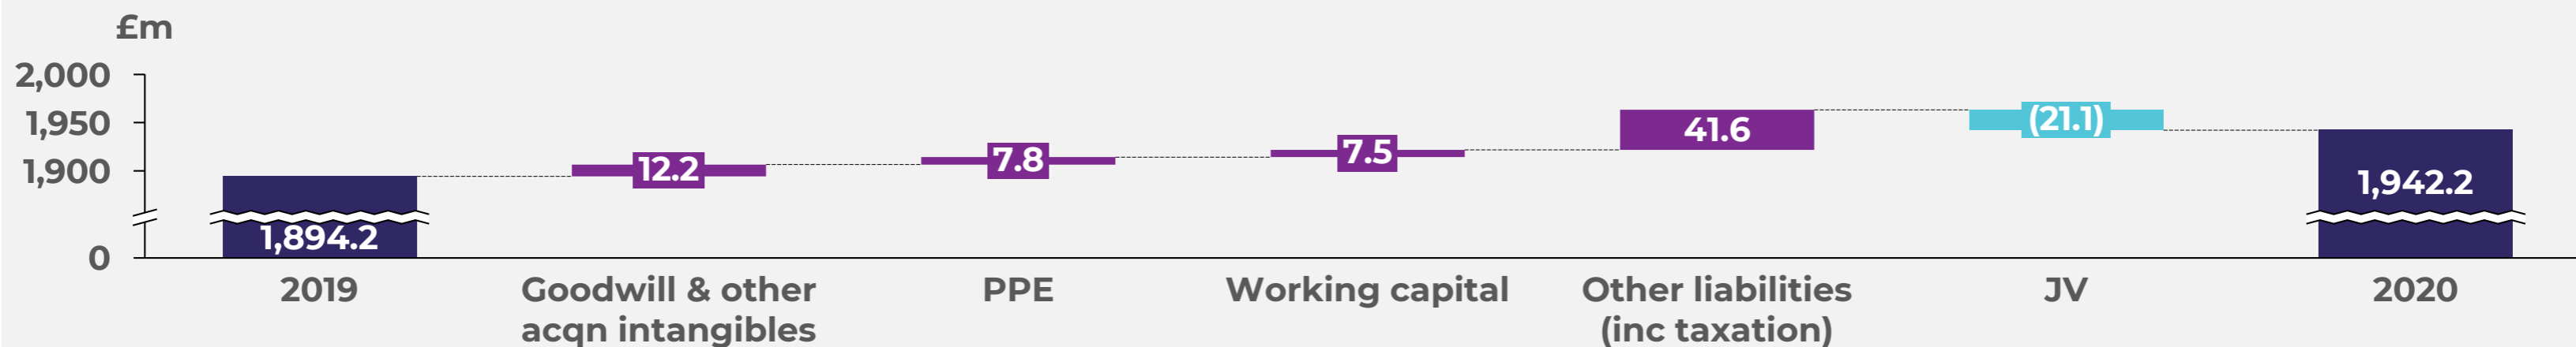 £m
2,000
1,950
1,900
0
1,894.2
12.2
7.8
7.5
41.6
(21.1)
1,942.2
2019
Goodwill & other
acqn intangibles
PPE
Working capital
Other liabilities
(inc taxation)
JV
2020